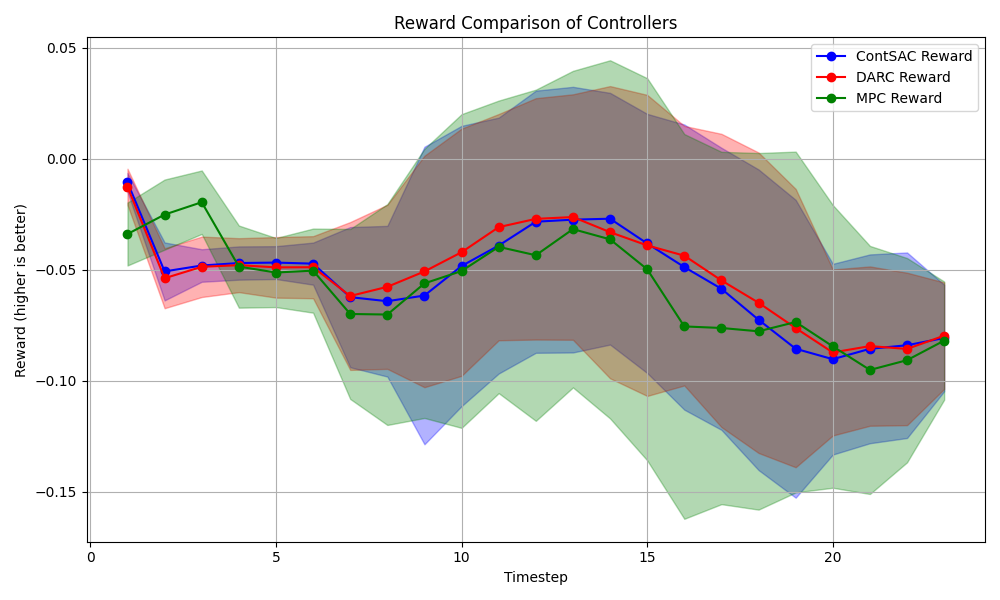 Reward Comparison of Controllers
ContSAC Reward
DARC Reward
MPC Reward
Reward (higher is better)
0.05
0.00
−0.05
−0.10
−0.15
0
5
10
15
20
Timestep